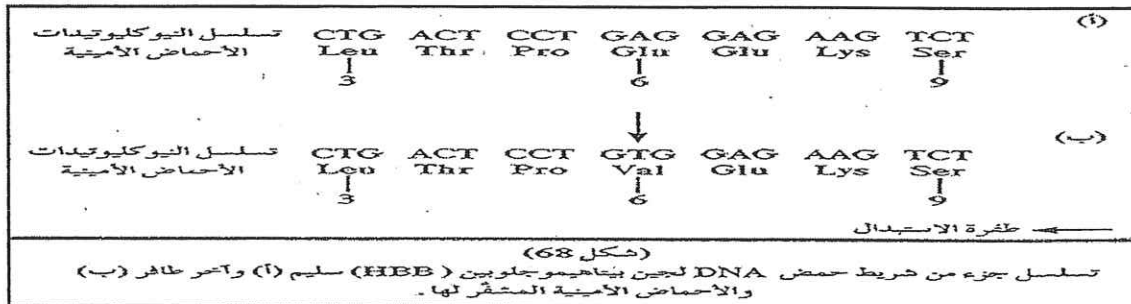 (أ)
تسلسل النيوكليوتيدات CTG ACT CCT GAG GAG AAG TCT
الأحماض الأمينية Leu Thr Pro Glu Glu Lys Ser
3 6 9
(ب)
تسلسل النيوكليوتيدات CTG ACT CCT GTG GAG AAG TCT
الأحماض الأمينية Leu Thr Pro Val Glu Lys Ser
3 6 9
طفرة الاستبدال
(شكل 68)
تسلسل جزء من شريط حمض DNA لجين بيتاهيموجلوبين (HBB) سليم (أ) وآخر طافر (ب)
والأحماض الأمينية المشفّر لها.